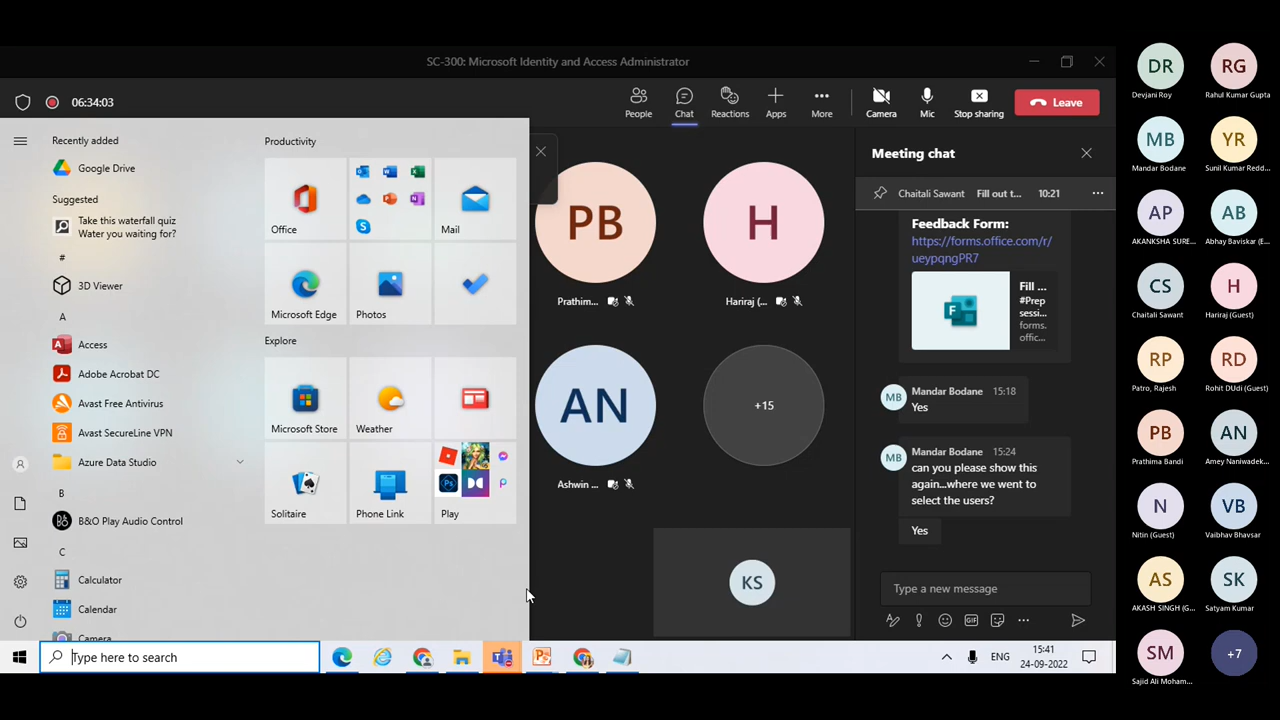 SC-300: Microsoft Identity and Access Administrator
06:34:03
People
Chat
Reactions
Apps
More
Camera
Mic
Stop sharing
Leave
Recently added
Google Drive
Suggested
Take this waterfall quiz
Water you waiting for?
#
3D Viewer
A
Access
Adobe Acrobat DC
Avast Free Antivirus
Avast SecureLine VPN
Azure Data Studio
B
B&O Play Audio Control
C
Calculator
Calendar
Camera
Productivity
Office
Mail
Microsoft Edge
Photos
Explore
Microsoft Store
Weather
Solitaire
Phone Link
Play
PB
Prathim...
H
Hariraj (...
AN
Ashwin ...
+15
KS
Meeting chat
Chaitali Sawant Fill out t... 10:21
Feedback Form:
https://forms.office.com/r/
ueypqngPR7
F
Fill ...
#Prep
sessi...
forms.
offic...
MB
Mandar Bodane 15:18
Yes
MB
Mandar Bodane 15:24
can you please show this
again...where we went to
select the users?
Yes
Type a new message
GIF
Type here to search
ENG
15:41
24-09-2022
DR
Devjani Roy
RG
Rahul Kumar Gupta
MB
Mandar Bodane
YR
Sunil Kumar Redd...
AP
AKANKSHA SURE...
AB
Abhay Baviskar (E...
CS
Chaitali Sawant
H
Hariraj (Guest)
RP
Patro, Rajesh
RD
Rohit DUdi (Guest)
PB
Prathima Bandi
AN
Amey Naniwadek...
N
Nitin (Guest)
VB
Vaibhav Bhavsar
AS
AKASH SINGH (G...
SK
Satyam Kumar
SM
Sajid Ali Moham...
+7